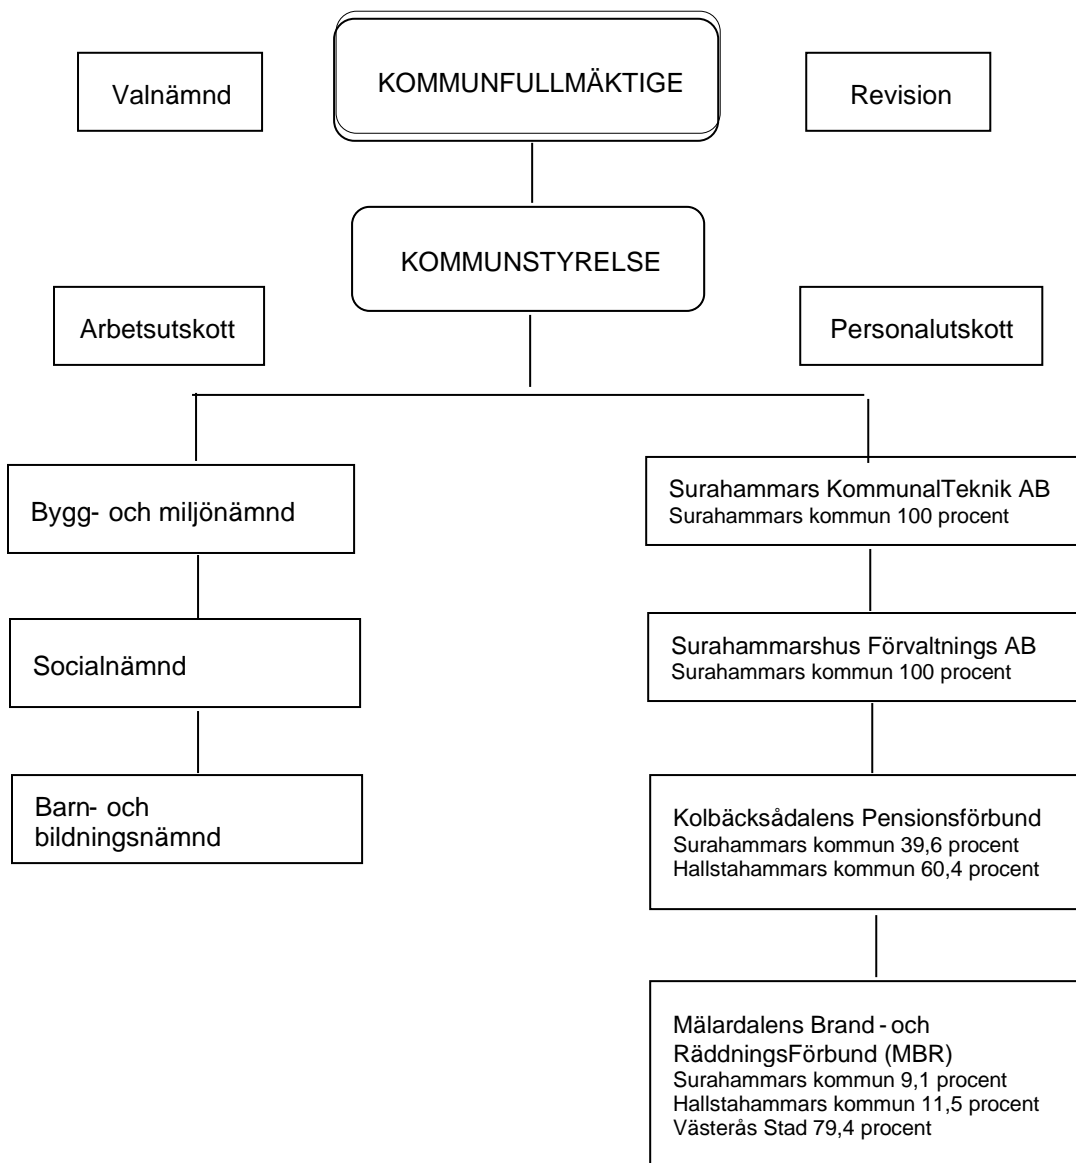 Valnämnd
KOMMUNFULLMÄKTIGE
Revision
KOMMUNSTYRELSE
Arbetsutskott
Personalutskott
Bygg- och miljönämnd
Socialnämnd
Barn- och
bildningsnämnd
Surahammars KommunalTeknik AB
Surahammars kommun 100 procent
Surahammarshus Förvaltnings AB
Surahammars kommun 100 procent
Kolbäcksådalens Pensionsförbund
Surahammars kommun 39,6 procent
Hallstahammars kommun 60,4 procent
Mälardalens Brand - och
RäddningsFörbund (MBR)
Surahammars kommun 9,1 procent
Hallstahammars kommun 11,5 procent
Västerås Stad 79,4 procent